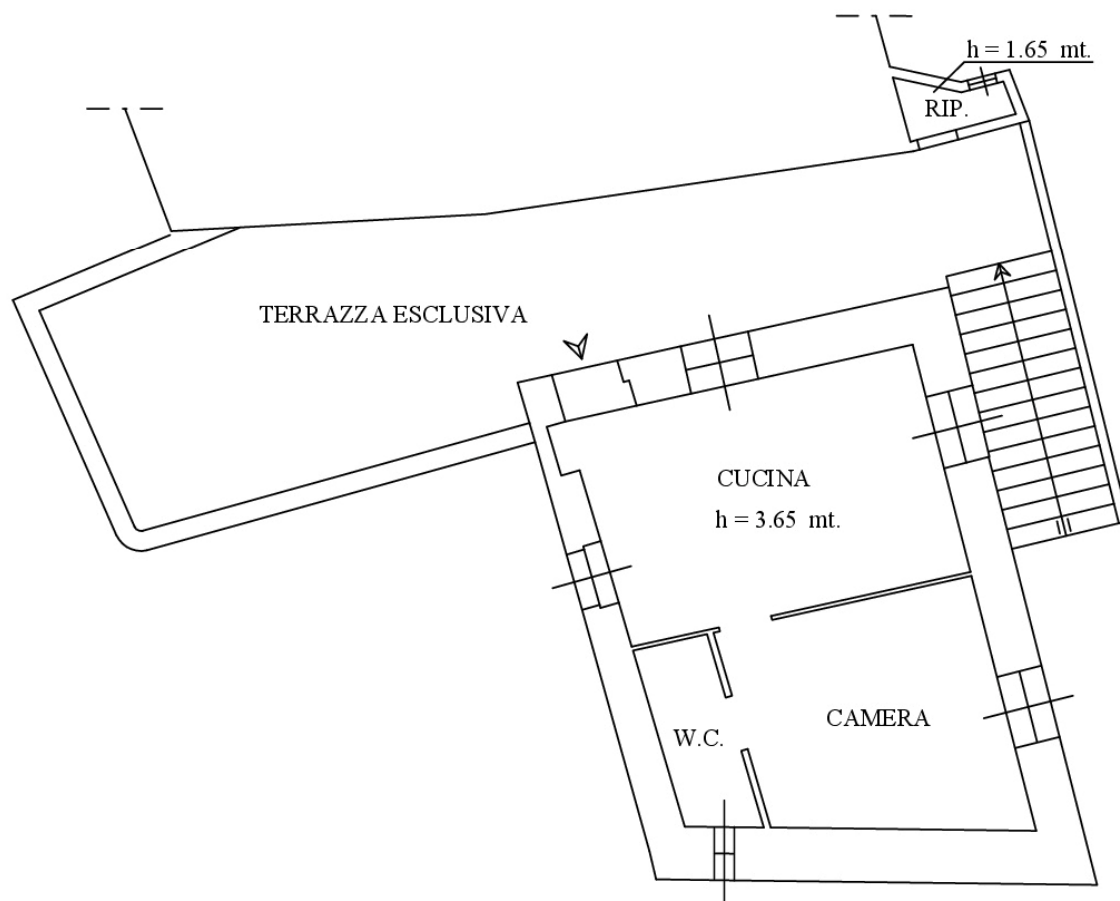 h = 1.65 mt.
RIP.
TERRAZZA ESCLUSIVA
CUCINA
h = 3.65 mt.
CAMERA
W.C.